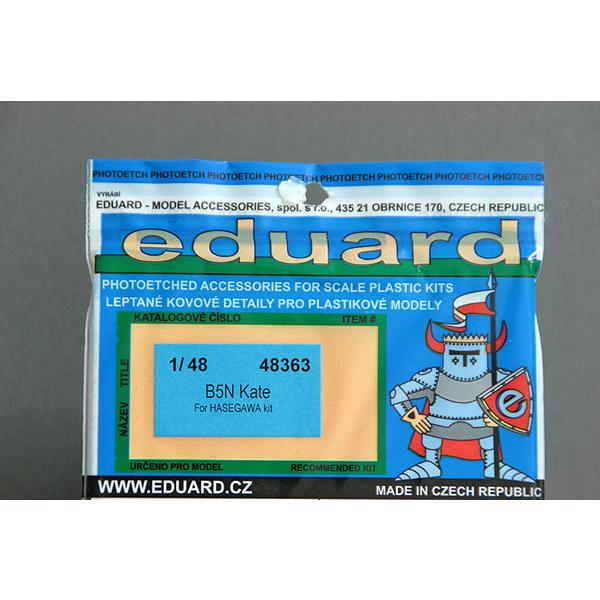 PHOTOETCH PHOTOETCH PHOTOETCH PHOTOETCH PHOTOETCH PHOTOETCH PHOTOETCH PHOTOETCH
VYRÁBÍ
EDUARD - MODEL ACCESSORIES, spol. s r.o., 435 21 OBRNICE 170, CZECH REPUBLIC
eduard
PHOTOETCHED ACCESSORIES FOR SCALE PLASTIC KITS
LEPTANÉ KOVOVÉ DETAILY PRO PLASTIKOVÉ MODELY
KATALOGOVÉ ČÍSLO ITEM #
NÁZEV TITLE
1/48 48363
B5N Kate
For HASEGAWA kit
e
URČENO PRO MODEL RECOMMENDED KIT
WWW.EDUARD.CZ MADE IN CZECH REPUBLIC